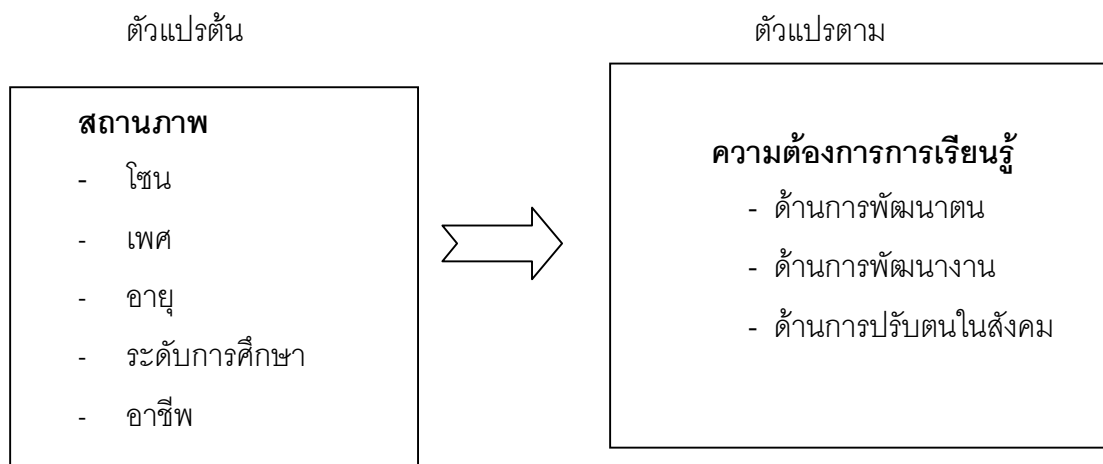 ตัวแปรต้น
ตัวแปรตาม
สถานภาพ
- โซน
- เพศ
- อายุ
- ระดับการศึกษา
- อาชีพ
ความต้องการการเรียนรู้
- ด้านการพัฒนาตน
- ด้านการพัฒนางาน
- ด้านการปรับตนในสังคม